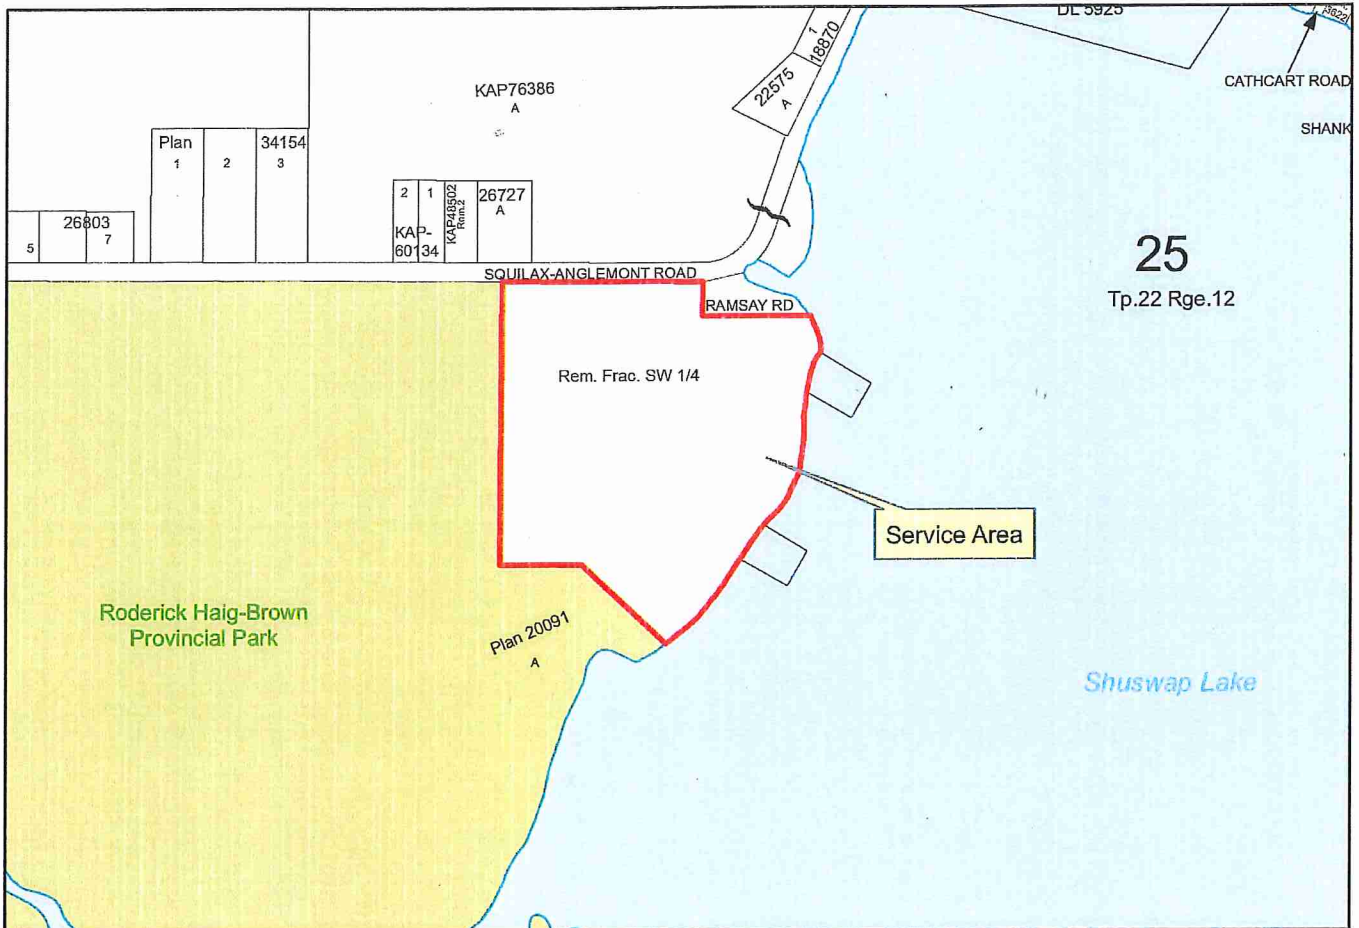 DL 5925
3622
CATHCART ROAD
SHANK
1
18870
22575
A
KAP76386
A
Plan
34154
1
2
3
26803
5
7
2
1
KAP-
60134
KAP48502
Rem.2
26727
A
25
Tp.22 Rge.12
SQUILAX-ANGLEMONT ROAD
RAMSAY RD
Rem. Frac. SW 1/4
Service Area
Roderick Haig-Brown
Provincial Park
Plan 20091
A
Shuswap Lake